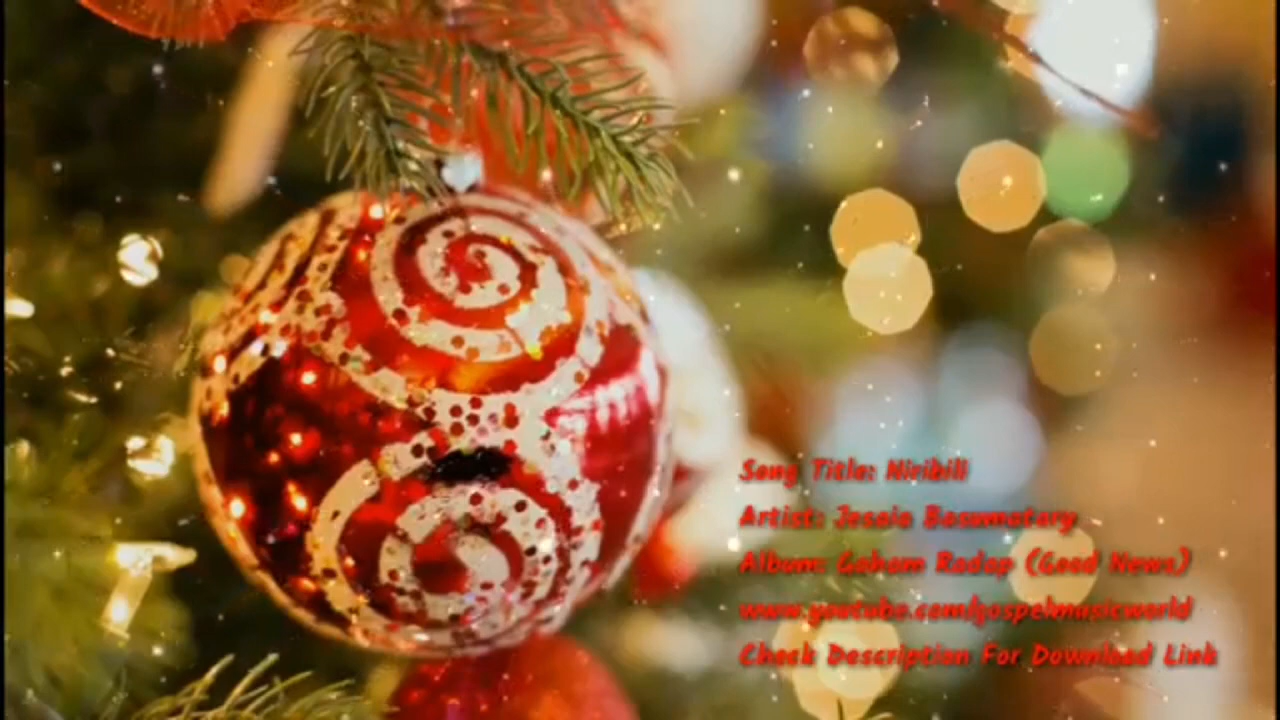 Song Title: Niribili
Artist: Jesaia Basumatary
Album: Gaham Radap (Good News)
www.youtube.com/gospelmusicworld
Check Description For Download Link